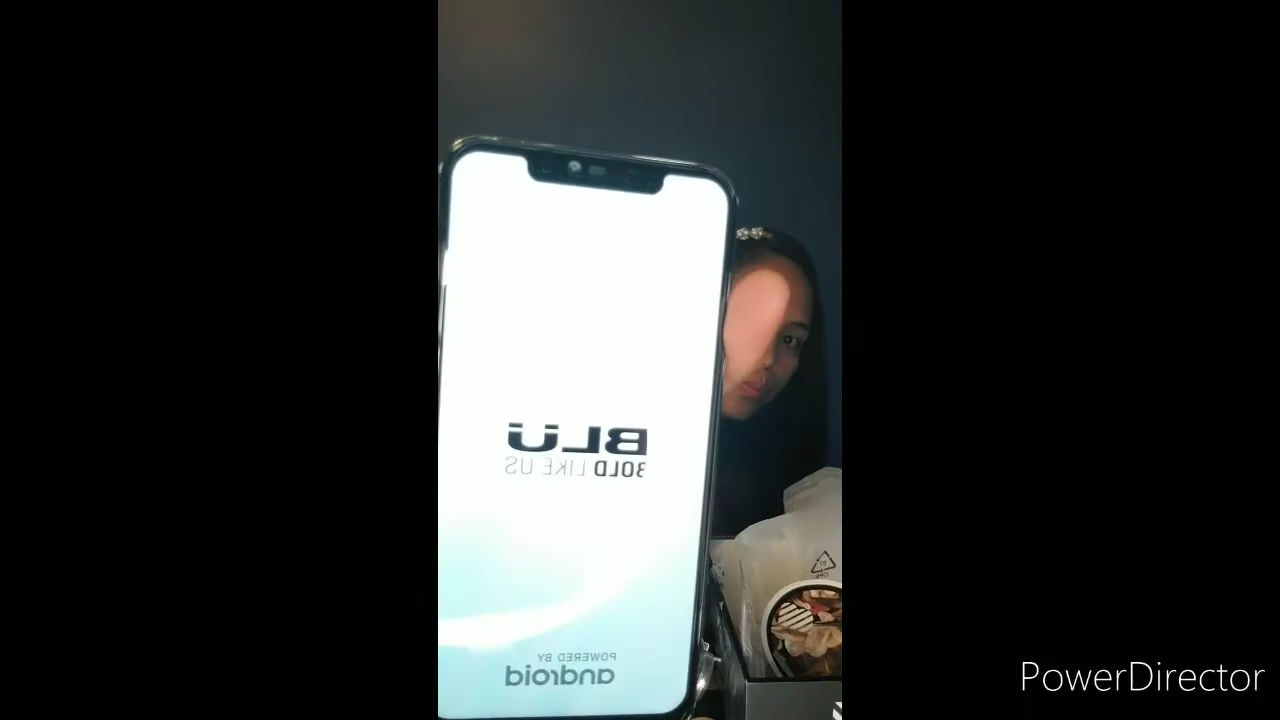 BLU
BOLD LIKE US
POWERED BY
android
PowerDirector